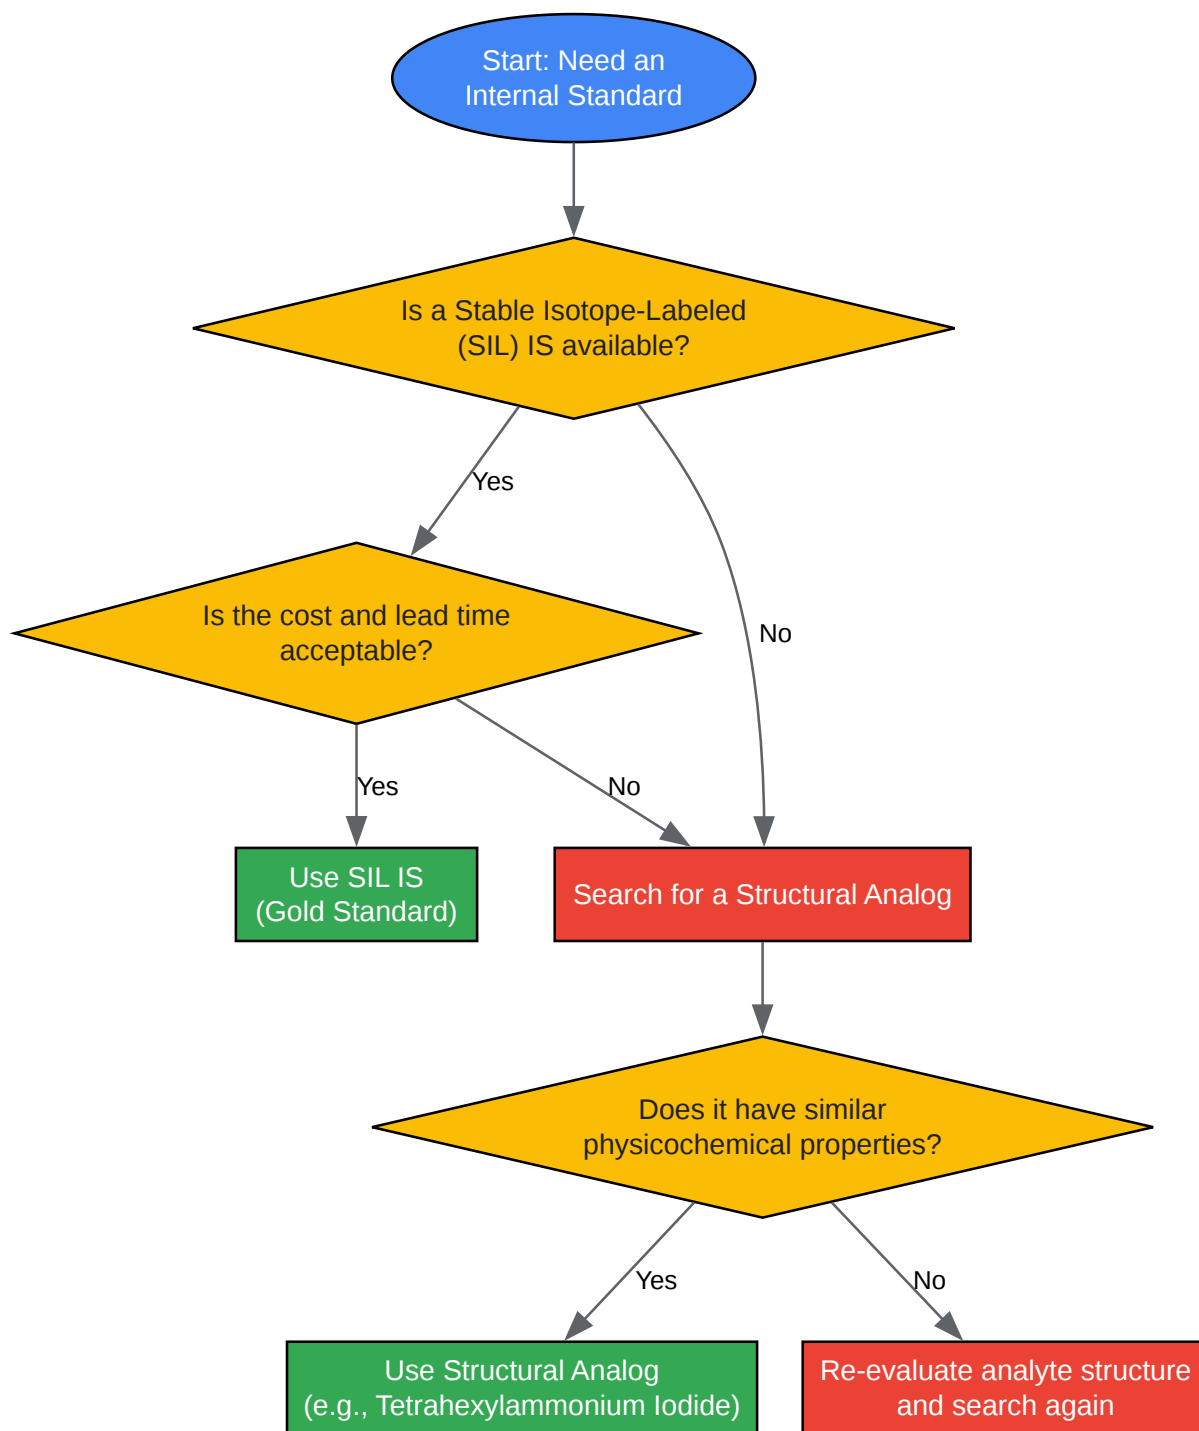 Start: Need an
Internal Standard
Is a Stable Isotope-Labeled
(SIL) IS available?
Yes
No
Is the cost and lead time
acceptable?
Yes
No
Use SIL IS
(Gold Standard)
Search for a Structural Analog
Does it have similar
physicochemical properties?
Yes
No
Use Structural Analog
(e.g., Tetrahexylammonium Iodide)
Re-evaluate analyte structure
and search again